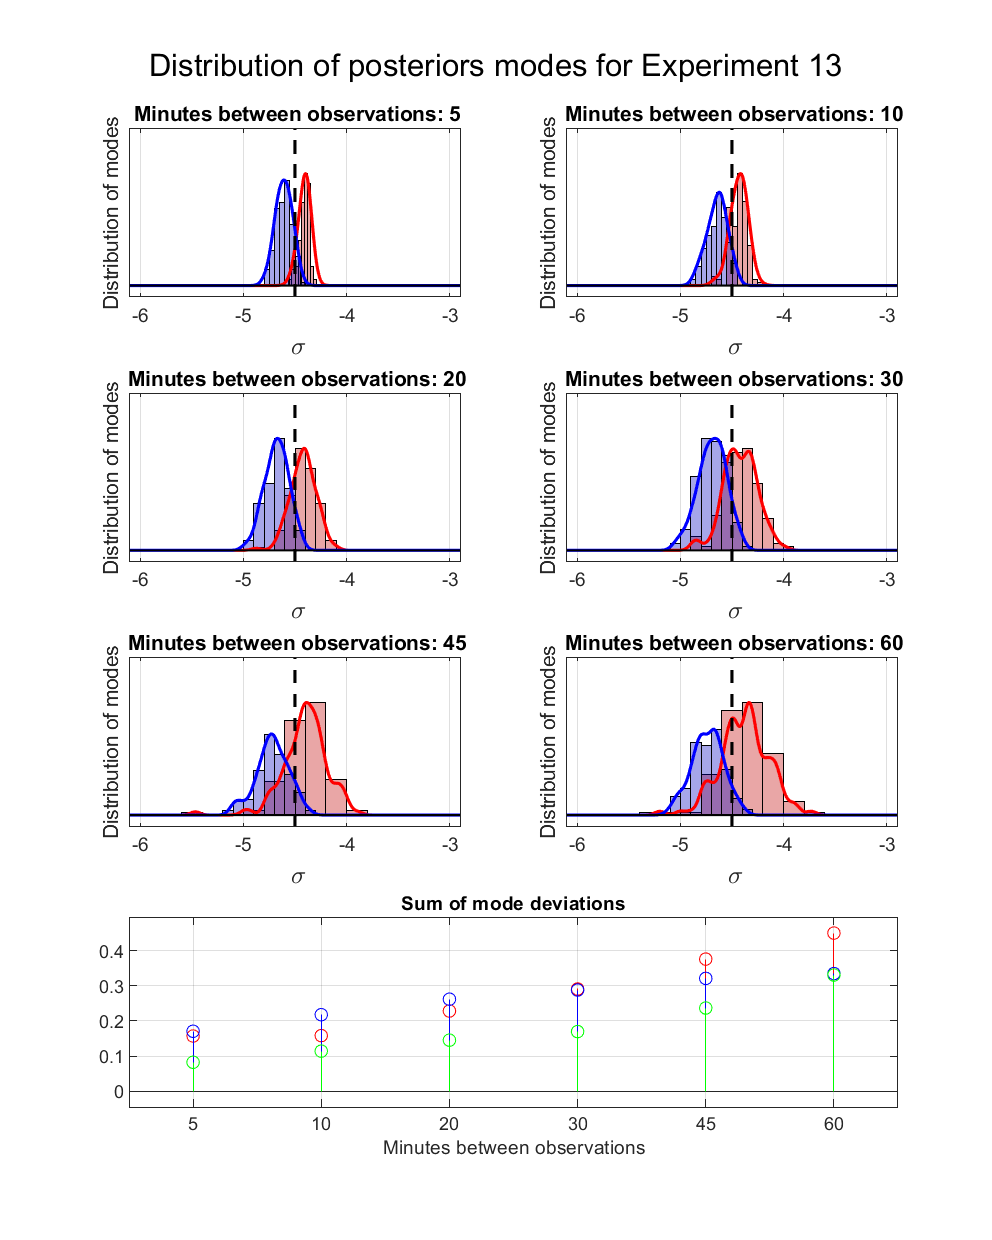 Distribution of posteriors modes for Experiment 13
Minutes between observations: 5
Distribution of modes
-6 -5 -4 -3
σ
Minutes between observations: 10
Distribution of modes
-6 -5 -4 -3
σ
Minutes between observations: 20
Distribution of modes
-6 -5 -4 -3
σ
Minutes between observations: 30
Distribution of modes
-6 -5 -4 -3
σ
Minutes between observations: 45
Distribution of modes
-6 -5 -4 -3
σ
Minutes between observations: 60
Distribution of modes
-6 -5 -4 -3
σ
Sum of mode deviations
0.4
0.3
0.2
0.1
0
5 10 20 30 45 60
Minutes between observations